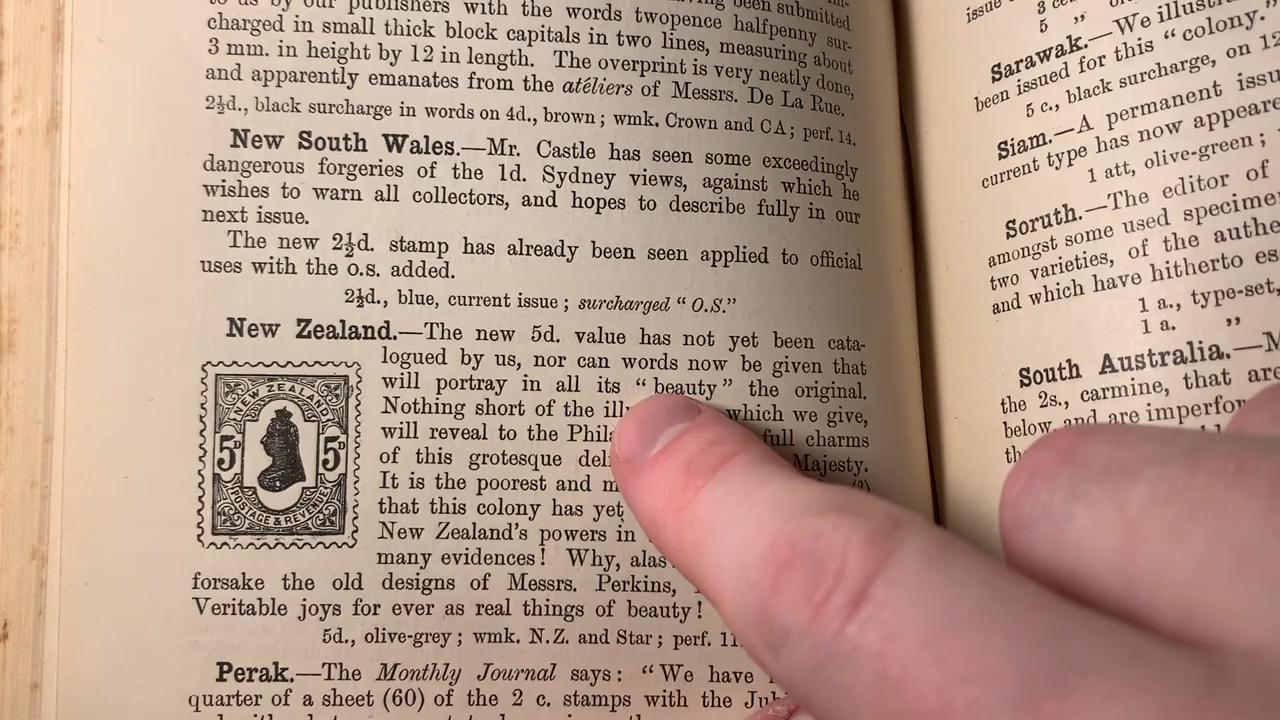 to us by our publishers with the words twopence halfpenny sur-
charged in small thick block capitals in two lines, measuring about
3 mm. in height by 12 in length. The overprint is very neatly done,
and apparently emanates from the atéliers of Messrs. De La Rue.
2½d., black surcharge in words on 4d., brown; wmk. Crown and CA; perf. 14.
New South Wales.—Mr. Castle has seen some exceedingly
dangerous forgeries of the 1d. Sydney views, against which he
wishes to warn all collectors, and hopes to describe fully in our
next issue.
The new 2½d. stamp has already been seen applied to official
uses with the o.s. added.
2½d., blue, current issue; surcharged "O.S."
New Zealand.—The new 5d. value has not yet been cata-
logued by us, nor can words now be given that
will portray in all its "beauty" the original.
Nothing short of the which we give,
will reveal to the full charms
of this grotesque Majesty.
It is the poorest and (?)
that this colony has yet
New Zealand's powers in
many evidences! Why, alas
forsake the old designs of Messrs. Perkins,
Veritable joys for ever as real things of beauty!
5d., olive-grey; wmk. N.Z. and Star; perf.
Perak.—The Monthly Journal says: "We have
quarter of a sheet (60) of the 2 c. stamps with the
NEW ZEALAND
5D 5D
POSTAGE & REVENUE
issue
5 "
Sarawak.—We
been issued for this "colony."
5 c., black surcharge, on 12
Siam.—A permanent
current type has now
1 att, olive-green;
Soruth.—The editor of
amongst some used
two varieties, of the
and which have hitherto
1 a., type-set,
1 a. "
South Australia.—
the 2s., carmine, that are
below and are